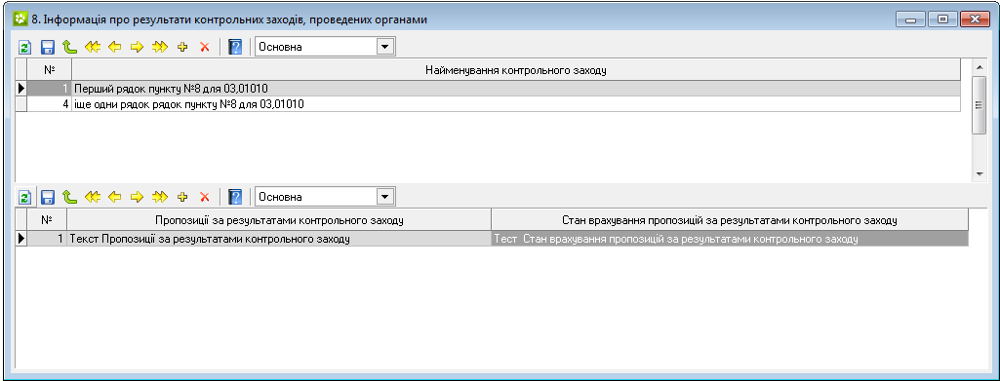 8. Інформація про результати контрольних заходів, проведених органами
Основна
№ Найменування контрольного заходу
1 Перший рядок пункту №8 для 03,01010
4 іще одни рядок рядок пункту №8 для 03,01010
Основна
№ Пропозиції за результатами контрольного заходу Стан врахування пропозицій за результатами контрольного заходу
1 Текст Пропозиції за результатами контрольного заходу Тест Стан врахування пропозицій за результатами контрольного заходу